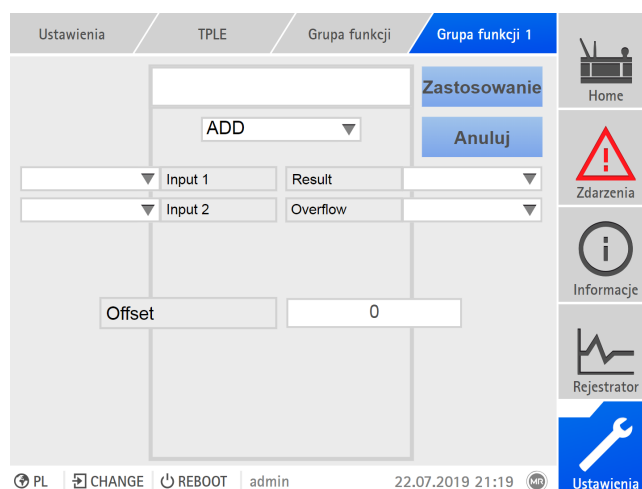 Ustawienia TPLE Grupa funkcji Grupa funkcji 1
Zastosowanie
Home
ADD
Anuluj
Input 1 Result
Zdarzenia
Input 2 Overflow
Informacje
Offset 0
Rejestrator
PL CHANGE REBOOT admin 22.07.2019 21:19 MR
Ustawienia